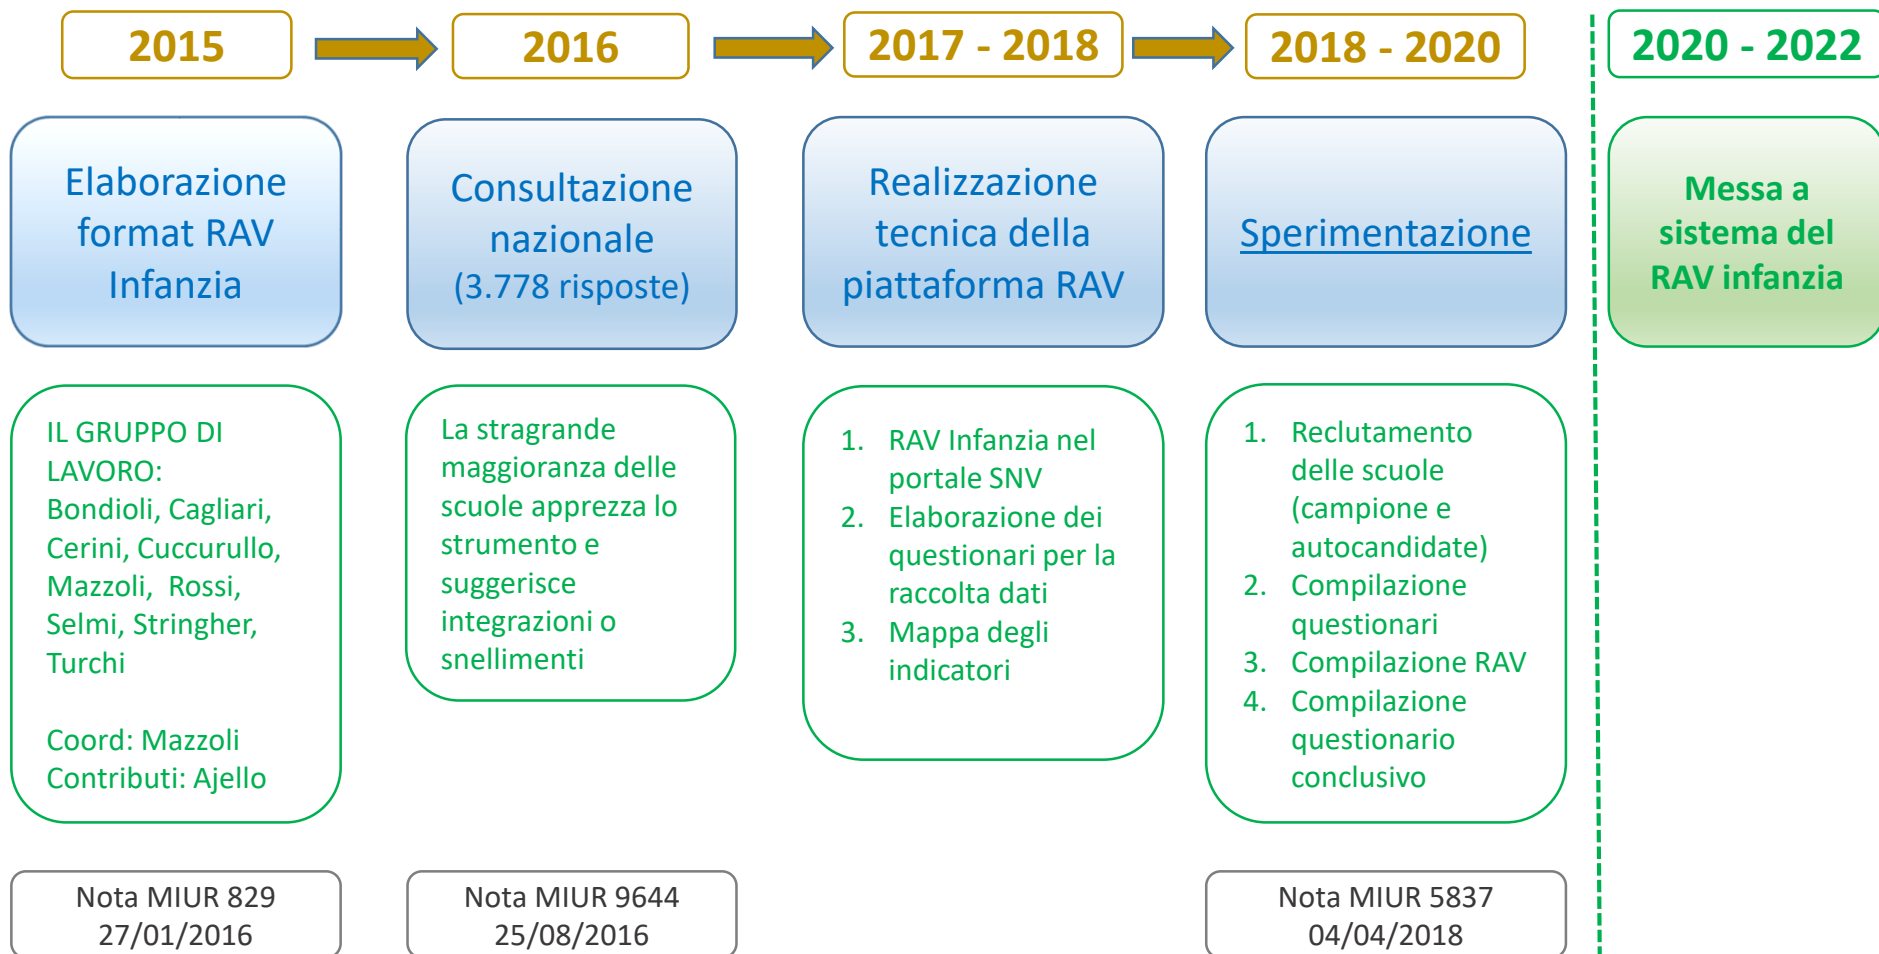 2015
2016
2017 - 2018
2018 - 2020
2020 - 2022
Elaborazione
format RAV
Infanzia
Consultazione
nazionale
(3.778 risposte)
Realizzazione
tecnica della
piattaforma RAV
Sperimentazione
Messa a
sistema del
RAV infanzia
IL GRUPPO DI
LAVORO:
Bondioli, Cagliari,
Cerini, Cuccurullo,
Mazzoli, Rossi,
Selmi, Stringher,
Turchi
Coord: Mazzoli
Contributi: Ajello
La stragrande
maggioranza delle
scuole apprezza lo
strumento e
suggerisce
integrazioni o
snellimenti
1. RAV Infanzia nel
portale SNV
2. Elaborazione dei
questionari per la
raccolta dati
3. Mappa degli
indicatori
1. Reclutamento
delle scuole
(campione e
autocandidate)
2. Compilazione
questionari
3. Compilazione RAV
4. Compilazione
questionario
conclusivo
Nota MIUR 829
27/01/2016
Nota MIUR 9644
25/08/2016
Nota MIUR 5837
04/04/2018